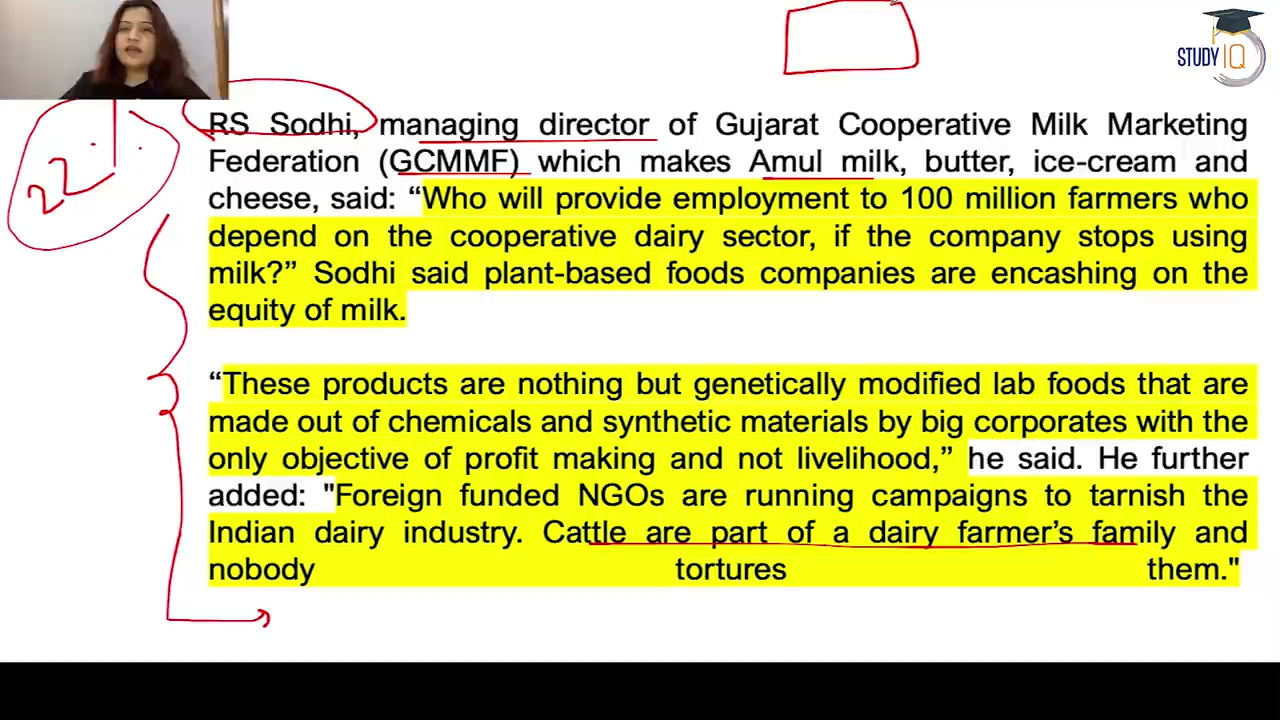 STUDY IQ
RS Sodhi, managing director of Gujarat Cooperative Milk Marketing
Federation (GCMMF) which makes Amul milk, butter, ice-cream and
cheese, said: “Who will provide employment to 100 million farmers who
depend on the cooperative dairy sector, if the company stops using
milk?” Sodhi said plant-based foods companies are encashing on the
equity of milk.
“These products are nothing but genetically modified lab foods that are
made out of chemicals and synthetic materials by big corporates with the
only objective of profit making and not livelihood,” he said. He further
added: "Foreign funded NGOs are running campaigns to tarnish the
Indian dairy industry. Cattle are part of a dairy farmer’s family and
nobody tortures them."